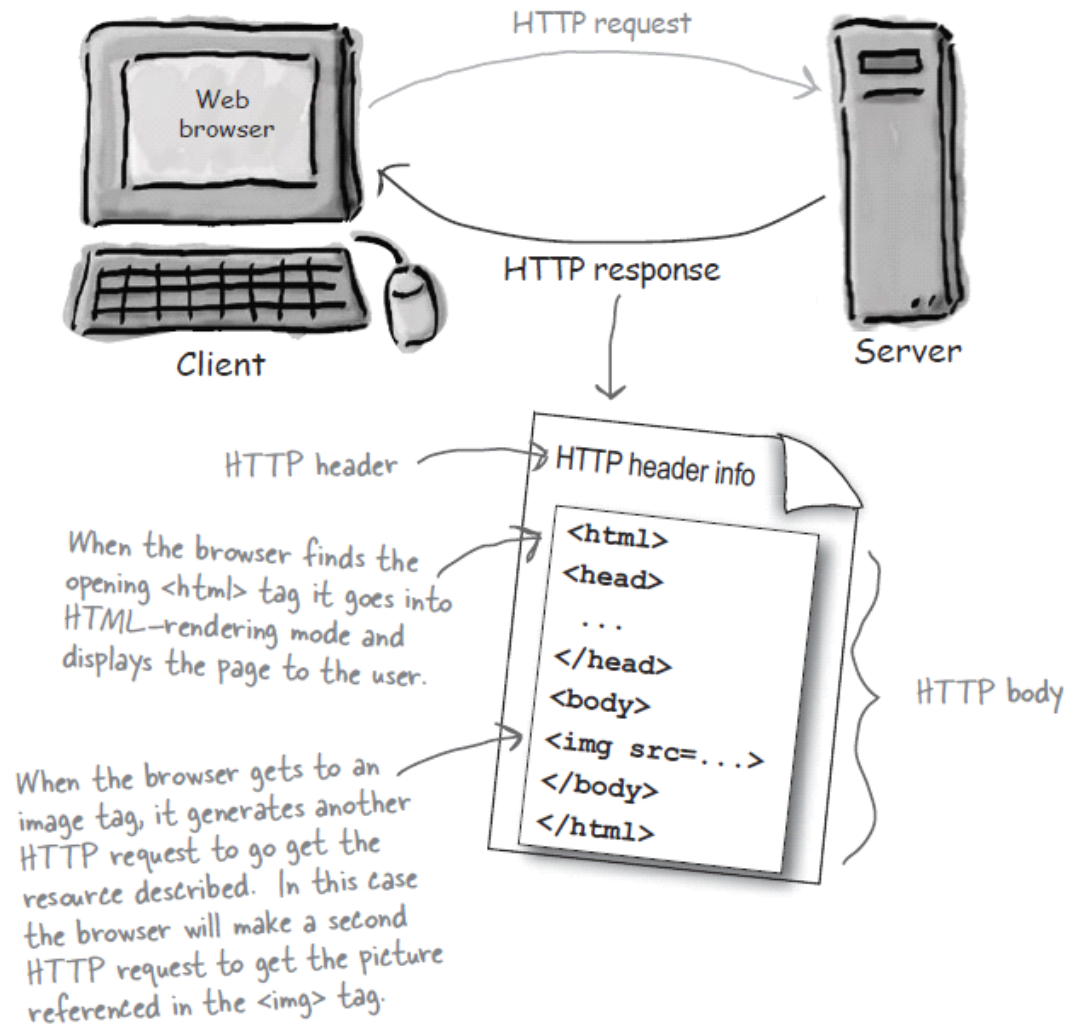 HTTP request
Web
browser
HTTP response
Client
Server
HTTP header
HTTP header info
When the browser finds the
opening <html> tag it goes into
HTML-rendering mode and
displays the page to the user.
<html>
<head>
...
</head>
<body>
<img src=...>
</body>
</html>
HTTP body
When the browser gets to an
image tag, it generates another
HTTP request to go get the
resource described. In this case
the browser will make a second
HTTP request to get the picture
referenced in the <img> tag.